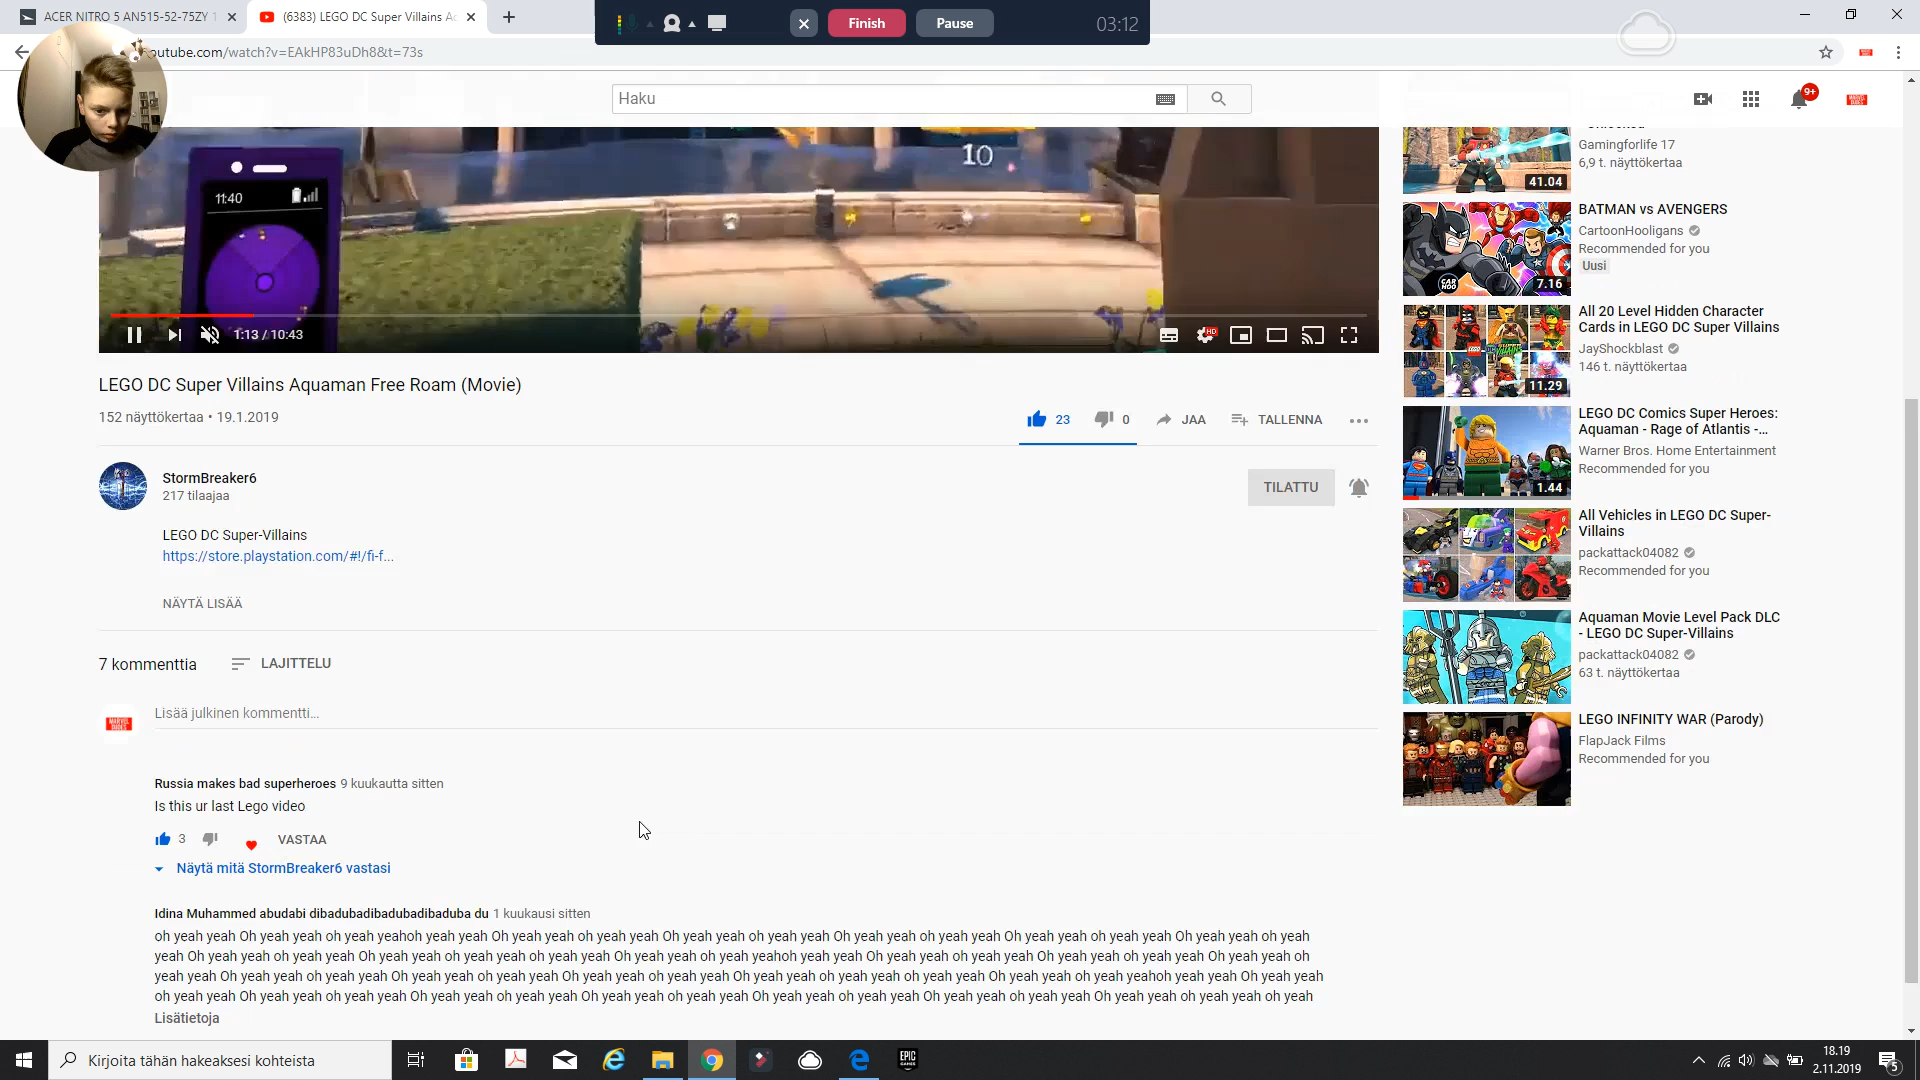 ACER NITRO 5 AN515-52-75ZY
(6383) LEGO DC Super Villains
Finish
Pause
03:12
outube.com/watch?v=EAkHP83uDh8&t=73s
Haku
9+
10
11:40
1:13 / 10:43
HD
LEGO DC Super Villains Aquaman Free Roam (Movie)
152 näyttökertaa • 19.1.2019
23
0
JAA
TALLENNA
StormBreaker6
217 tilaajaa
TILATTU
LEGO DC Super-Villains
https://store.playstation.com/#!/fi-f...
NÄYTÄ LISÄÄ
7 kommenttia
LAJITTELU
Lisää julkinen kommentti...
Russia makes bad superheroes 9 kuukautta sitten
Is this ur last Lego video
3
VASTAA
Näytä mitä StormBreaker6 vastasi
Idina Muhammed abudabi dibadubadibadubadibaduba du 1 kuukausi sitten
oh yeah yeah Oh yeah yeah oh yeah yeahoh yeah yeah Oh yeah yeah oh yeah yeah Oh yeah yeah oh yeah yeah Oh yeah yeah oh yeah yeah Oh yeah yeah oh yeah yeah Oh yeah yeah oh yeah
yeah Oh yeah yeah oh yeah yeah Oh yeah yeah oh yeah yeah oh yeah yeah Oh yeah yeah oh yeah yeahoh yeah yeah Oh yeah yeah oh yeah yeah Oh yeah yeah oh yeah yeah Oh yeah yeah oh
yeah yeah Oh yeah yeah oh yeah yeah Oh yeah yeah oh yeah yeah Oh yeah yeah oh yeah yeah Oh yeah yeah oh yeah yeah oh yeah yeah Oh yeah yeah oh yeah yeahoh yeah yeah Oh yeah yeah
oh yeah yeah Oh yeah yeah oh yeah yeah Oh yeah yeah oh yeah yeah Oh yeah yeah oh yeah yeah Oh yeah yeah oh yeah yeah Oh yeah yeah oh yeah yeah Oh yeah yeah oh yeah yeah oh yeah
Lisätietoja
Gamingforlife 17
6,9 t. näyttökertaa
41.04
BATMAN vs AVENGERS
CartoonHooligans
Recommended for you
Uusi
CAR HOO
7.16
All 20 Level Hidden Character
Cards in LEGO DC Super Villains
JayShockblast
146 t. näyttökertaa
11.29
LEGO DC Comics Super Heroes:
Aquaman - Rage of Atlantis -...
Warner Bros. Home Entertainment
Recommended for you
1.44
All Vehicles in LEGO DC Super-
Villains
packattack04082
Recommended for you
Aquaman Movie Level Pack DLC
- LEGO DC Super-Villains
packattack04082
63 t. näyttökertaa
LEGO INFINITY WAR (Parody)
FlapJack Films
Recommended for you
Kirjoita tähän hakeaksesi kohteista
EPIC GAMES
18.19
2.11.2019
5